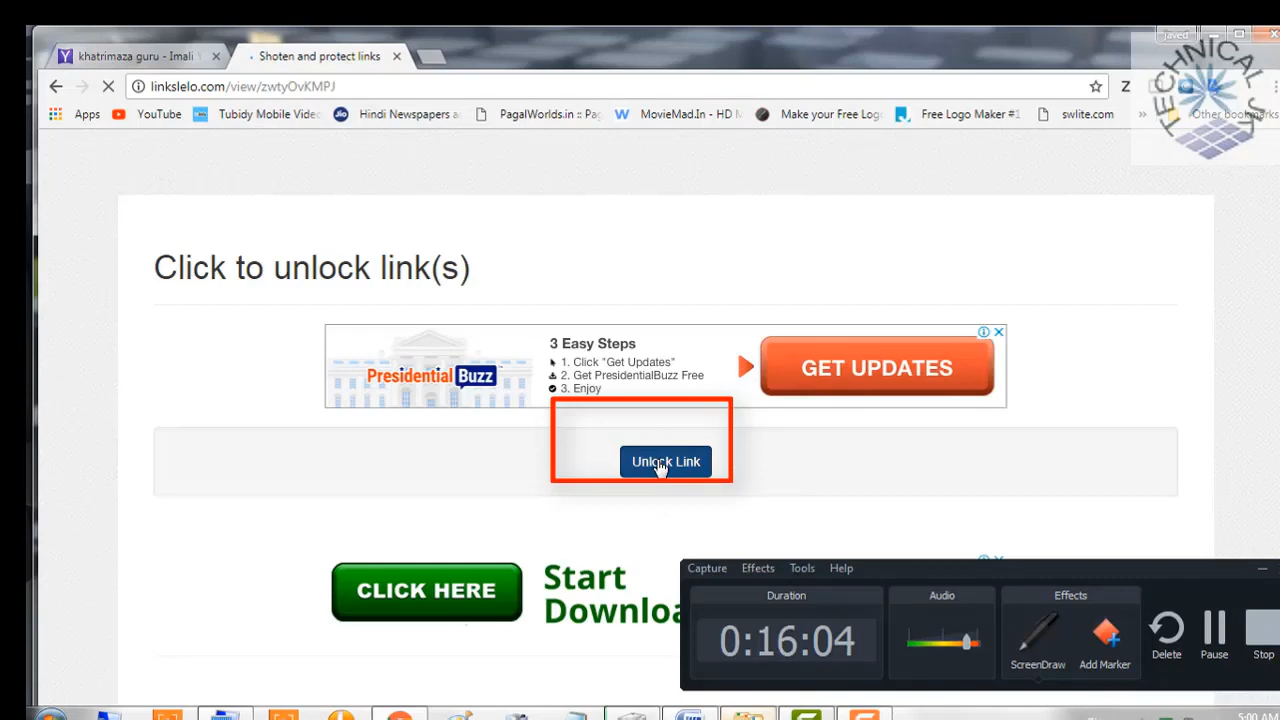 Javed
khatrimaza guru - Imali
Shoten and protect links
linkslelo.com/view/zwtyOvKMPJ
Z
Apps
YouTube
Tubidy Mobile Vide
Hindi Newspapers a
PagalWorlds.in :: Pa
MovieMad.In - HD M
Make your Free Log
Free Logo Maker #1
swlite.com
»
Other bookmarks
TECHNICAL JK
Click to unlock link(s)
PresidentialBuzz
3 Easy Steps
1. Click "Get Updates"
2. Get PresidentialBuzz Free
3. Enjoy
GET UPDATES
Unlock Link
CLICK HERE
Start
Downloa
Capture Effects Tools Help
Duration
Audio
Effects
0:16:04
ScreenDraw
Add Marker
Delete
Pause
Stop
5:00 AM